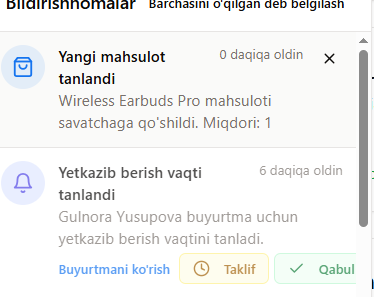 Bildirishnomalar Barchasini o'qilgan deb belgilash
Yangi mahsulot 0 daqiqa oldin
tanlandi
Wireless Earbuds Pro mahsuloti
savatchaga qo'shildi. Miqdori: 1
Yetkazib berish vaqti 6 daqiqa oldin
tanlandi
Gulnora Yusupova buyurtma uchun
yetkazib berish vaqtini tanladi.
Buyurtmani ko'rish Taklif Qabul